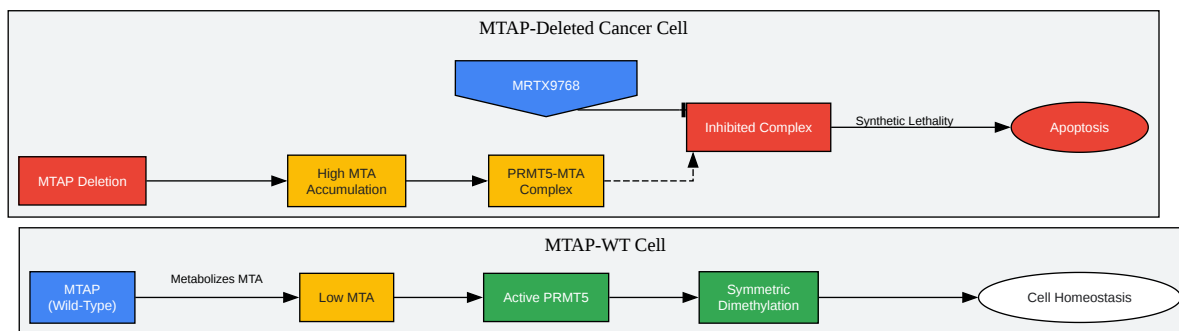 MTAP-Deleted Cancer Cell
MRTX9768
Inhibited Complex
Synthetic Lethality
Apoptosis
MTAP Deletion
High MTA
Accumulation
PRMT5-MTA
Complex
MTAP-WT Cell
MTAP
(Wild-Type)
Metabolizes MTA
Low MTA
Active PRMT5
Symmetric
Dimethylation
Cell Homeostasis